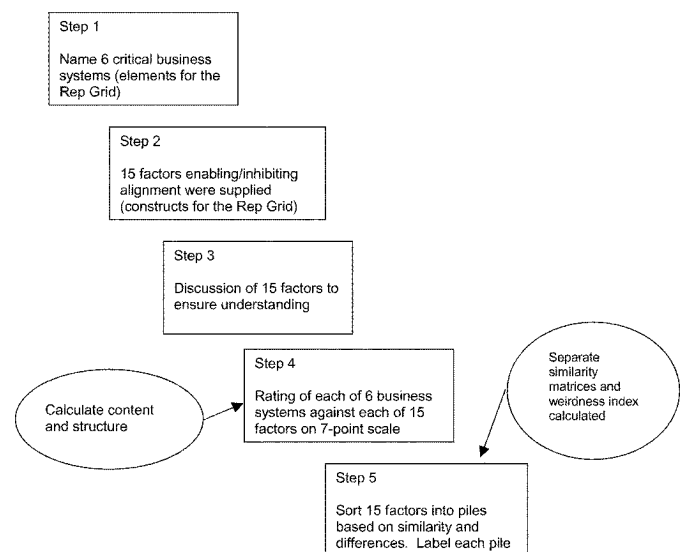 Step 1
Name 6 critical business
systems (elements for the
Rep Grid)
Step 2
15 factors enabling/inhibiting
alignment were supplied
(constructs for the Rep Grid)
Step 3
Discussion of 15 factors to
ensure understanding
Step 4
Rating of each of 6 business
systems against each of 15
factors on 7-point scale
Calculate content
and structure
Separate
similarity
matrices and
weirdness index
calculated
Step 5
Sort 15 factors into piles
based on similarity and
differences. Label each pile